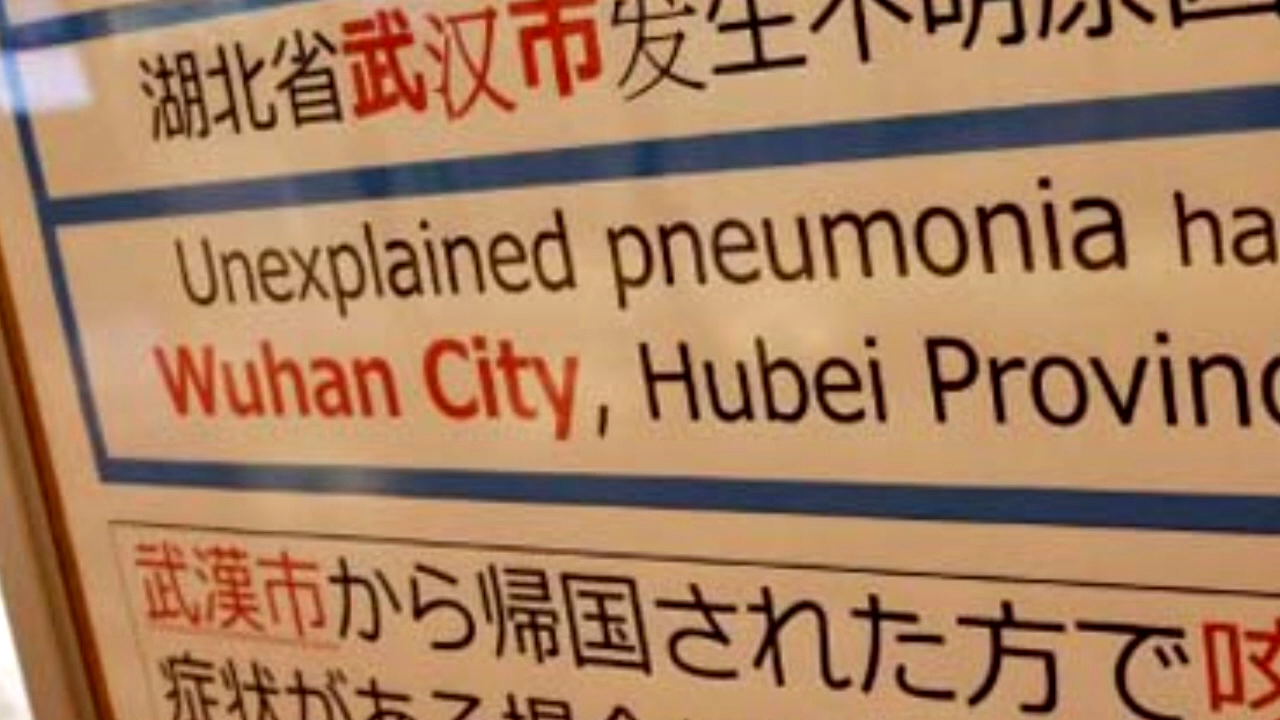 湖北省武汉市发生不明原因
Unexplained pneumonia ha
Wuhan City, Hubei Provinc
武漢市から帰国された方で咳
症状がある場合